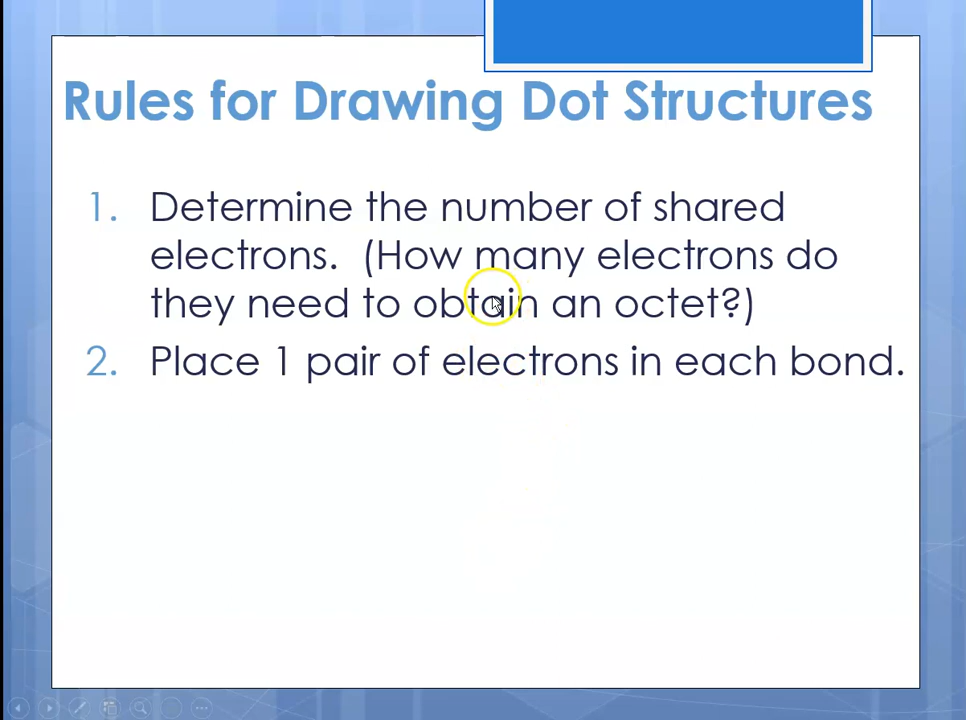 Rules for Drawing Dot Structures
1. Determine the number of shared
electrons. (How many electrons do
they need to obtain an octet?)
2. Place 1 pair of electrons in each bond.